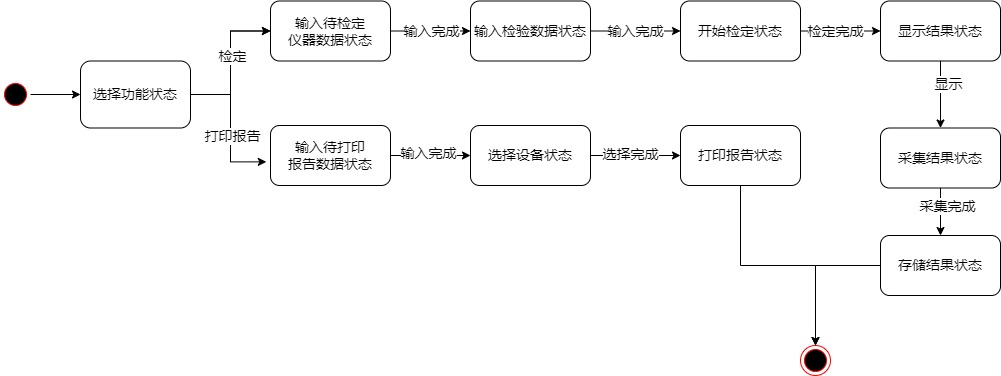 输入待检定
仪器数据状态
输入完成
输入检验数据状态
输入完成
开始检定状态
检定完成
显示结果状态
检定
显示
选择功能状态
打印报告
输入待打印
报告数据状态
输入完成
选择设备状态
选择完成
打印报告状态
采集结果状态
采集完成
存储结果状态